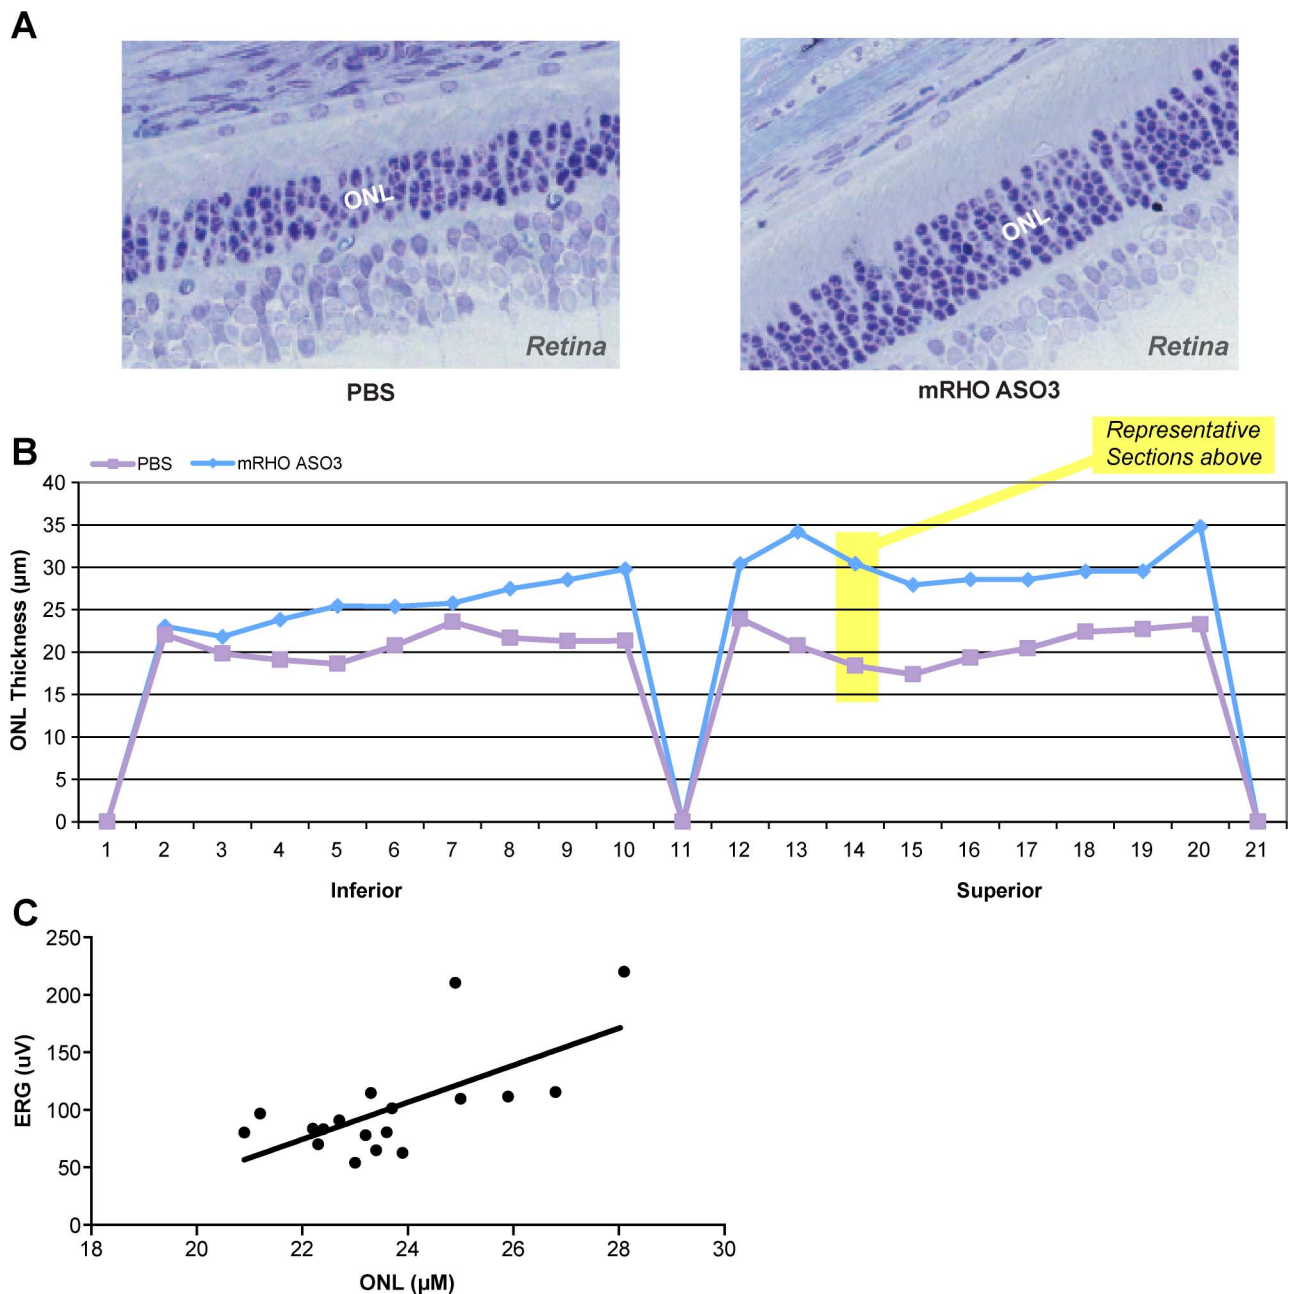 A
ONL
Retina
PBS
ONL
Retina
mRHO ASO3
B
PBS
mRHO ASO3
Representative
Sections above
ONL Thickness (µm)
40
35
30
25
20
15
10
5
0
1 2 3 4 5 6 7 8 9 10 11 12 13 14 15 16 17 18 19 20 21
Inferior
Superior
C
ERG (uV)
250
200
150
100
50
0
18 20 22 24 26 28 30
ONL (µM)